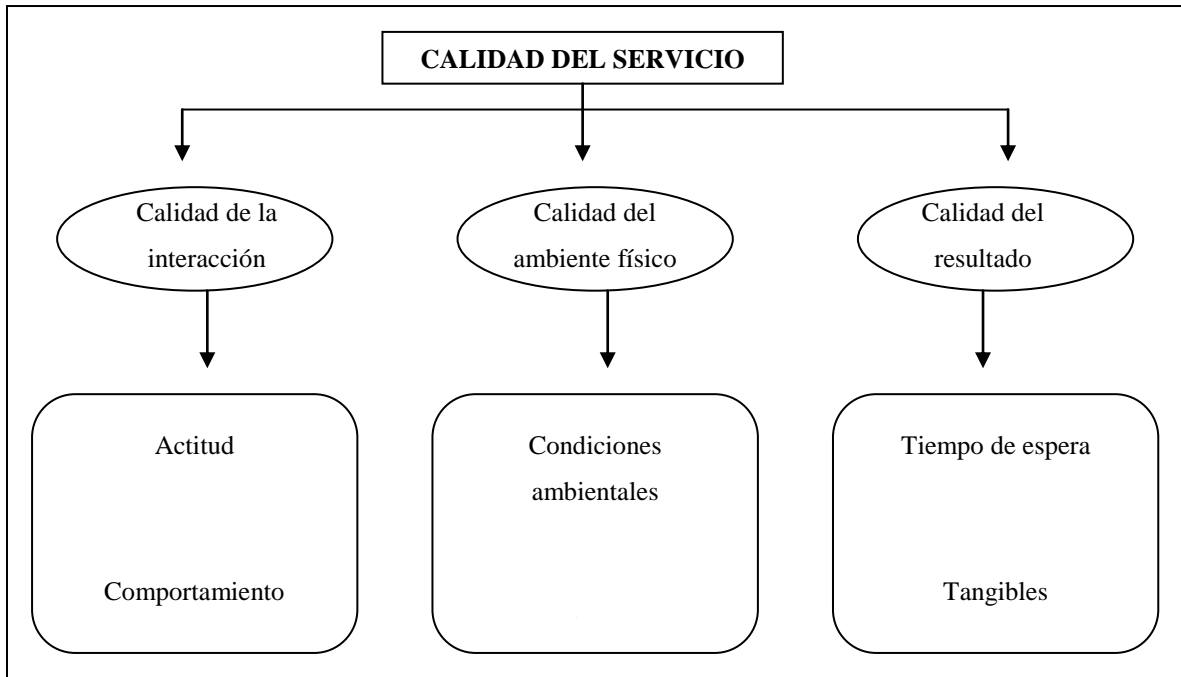 CALIDAD DEL SERVICIO
Calidad de la
interacción
Calidad del
ambiente físico
Calidad del
resultado
Actitud
Comportamiento
Condiciones
ambientales
Tiempo de espera
Tangibles